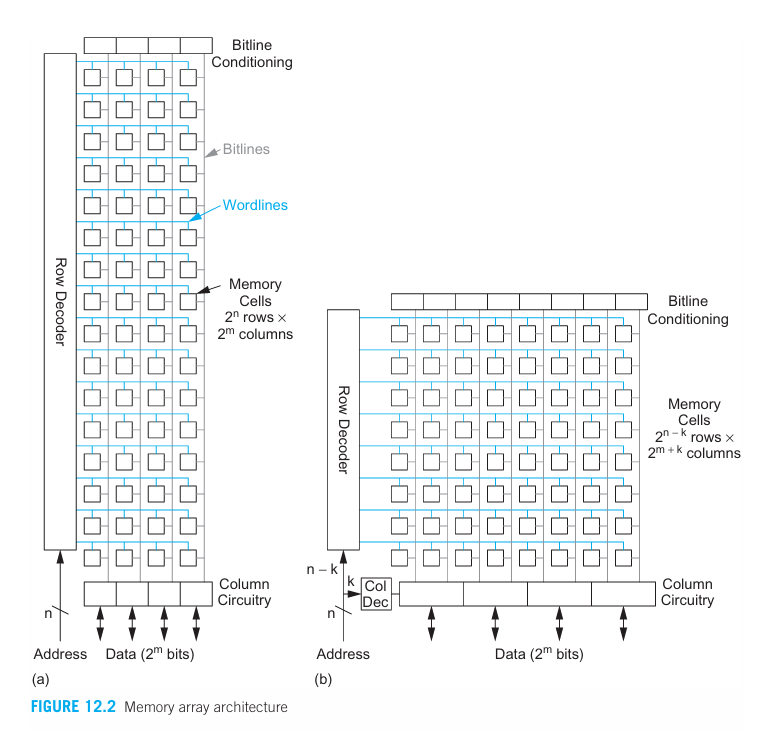 Bitline
Conditioning
Bitlines
Wordlines
Row Decoder
Memory
Cells
2ⁿ rows ×
2ᵐ columns
Column
Circuitry
n
Address
Data (2ᵐ bits)
(a)
Bitline
Conditioning
Row Decoder
Memory
Cells
2ⁿ⁻ᵏ rows ×
2ᵐ⁺ᵏ columns
n – k
k
Col
Dec
Column
Circuitry
n
Address
Data (2ᵐ bits)
(b)
FIGURE 12.2 Memory array architecture